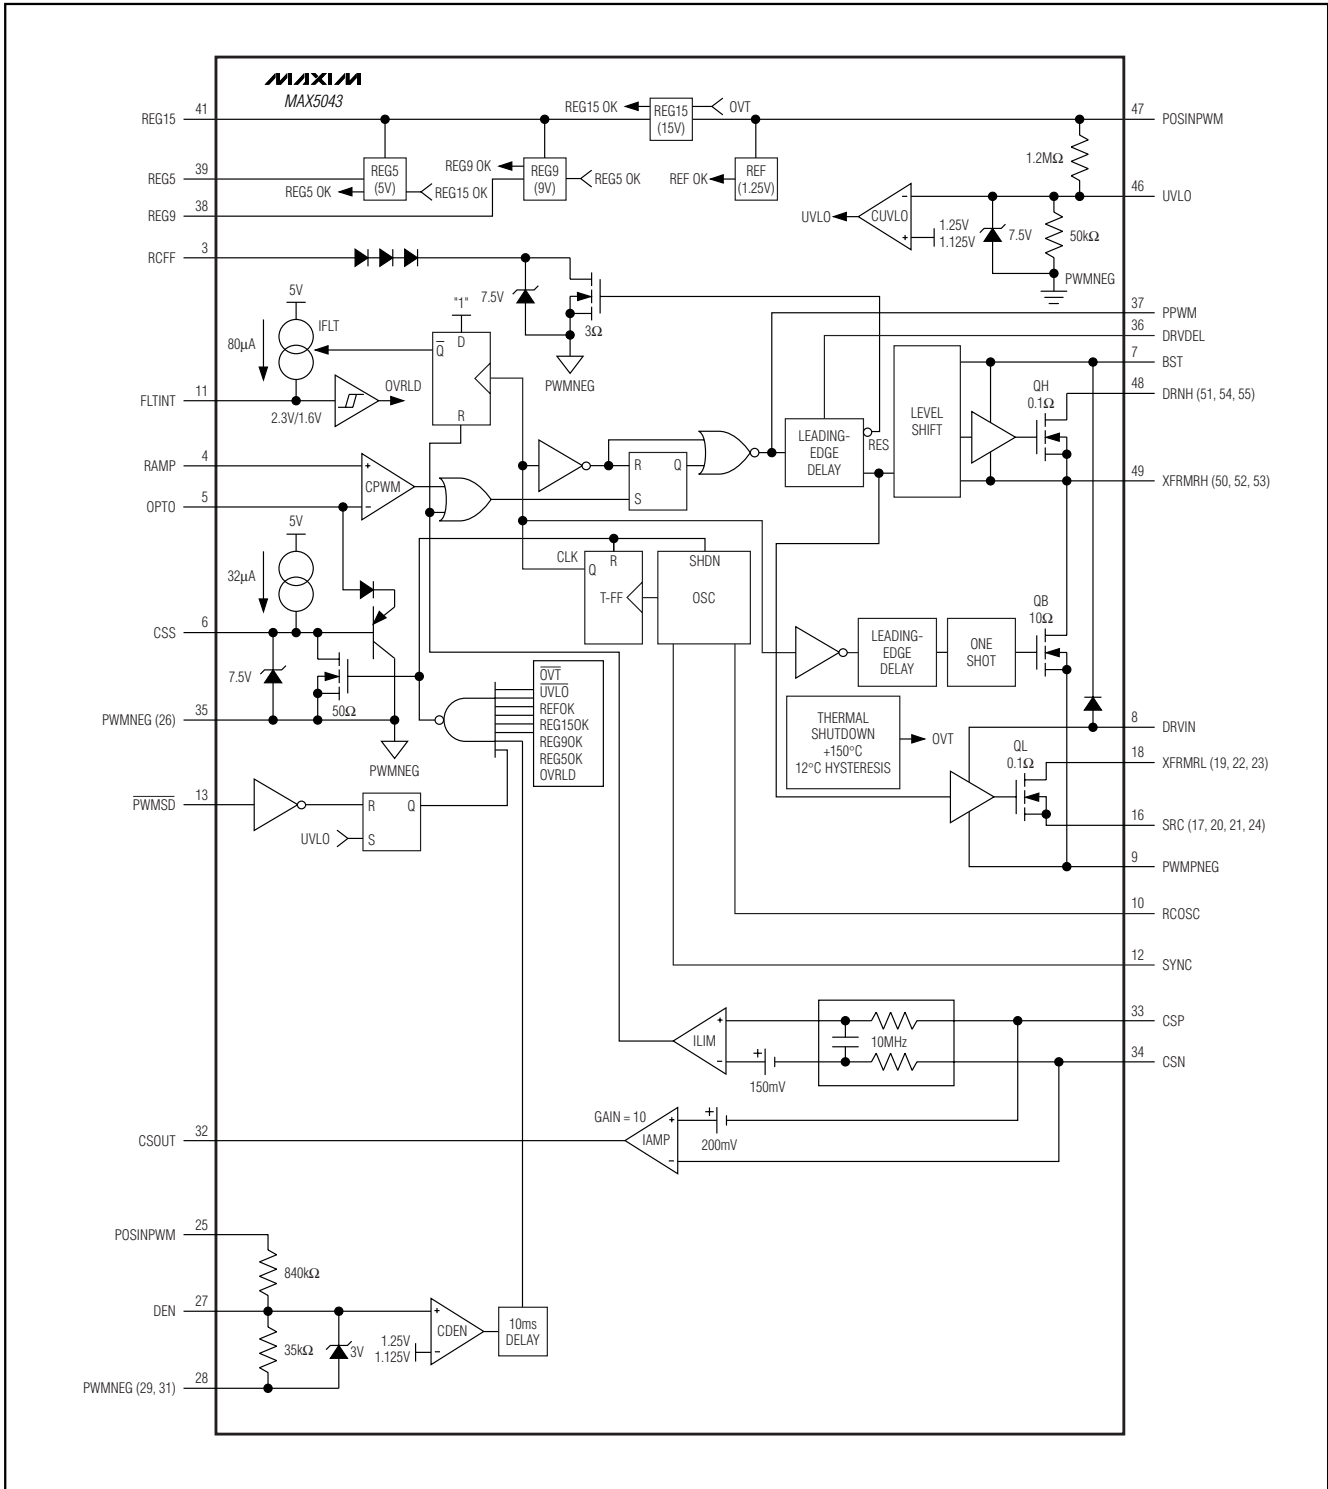 MAXIM
MAX5043
REG15 41
REG15 OK
REG15
(15V)
OVT
47 POSINPWM
REG5 39
REG5
(5V)
REG5 OK
REG15 OK
REG9 OK
REG9
(9V)
REG5 OK
REF OK
REF
(1.25V)
1.2MΩ
46 UVLO
REG9 38
UVLO
CUVLO
-
+
1.25V
1.125V
7.5V
50kΩ
PWMNEG
RCFF 3
7.5V
3Ω
PWMNEG
5V
IFLT
80µA
"1"
D
Q
R
37 PPWM
36 DRVDEL
7 BST
FLTINT 11
2.3V/1.6V
OVRLD
48 DRNH (51, 54, 55)
QH
0.1Ω
LEVEL
SHIFT
LEADING-
EDGE
DELAY
RES
RAMP 4
OPTO 5
+
CPWM
-
R Q
S
49 XFRMRH (50, 52, 53)
5V
32µA
CLK
Q
R
T-FF
SHDN
OSC
CSS 6
7.5V
50Ω
PWMNEG (26) 35
PWMNEG
LEADING-
EDGE
DELAY
ONE
SHOT
QB
10Ω
OVT
UVLO
REFOK
REG15OK
REG9OK
REG5OK
OVRLD
THERMAL
SHUTDOWN
+150°C
12°C HYSTERESIS
OVT
8 DRVIN
QL
0.1Ω
18 XFRMRL (19, 22, 23)
PWMSD 13
R Q
S
UVLO
16 SRC (17, 20, 21, 24)
9 PWMPNEG
10 RCOSC
12 SYNC
33 CSP
34 CSN
ILIM
+
-
+
150mV
10MHz
CSOUT 32
GAIN = 10
IAMP
+
-
+
200mV
POSINPWM 25
840kΩ
DEN 27
35kΩ
3V
1.25V
1.125V
+
CDEN
-
10ms
DELAY
PWMNEG (29, 31) 28